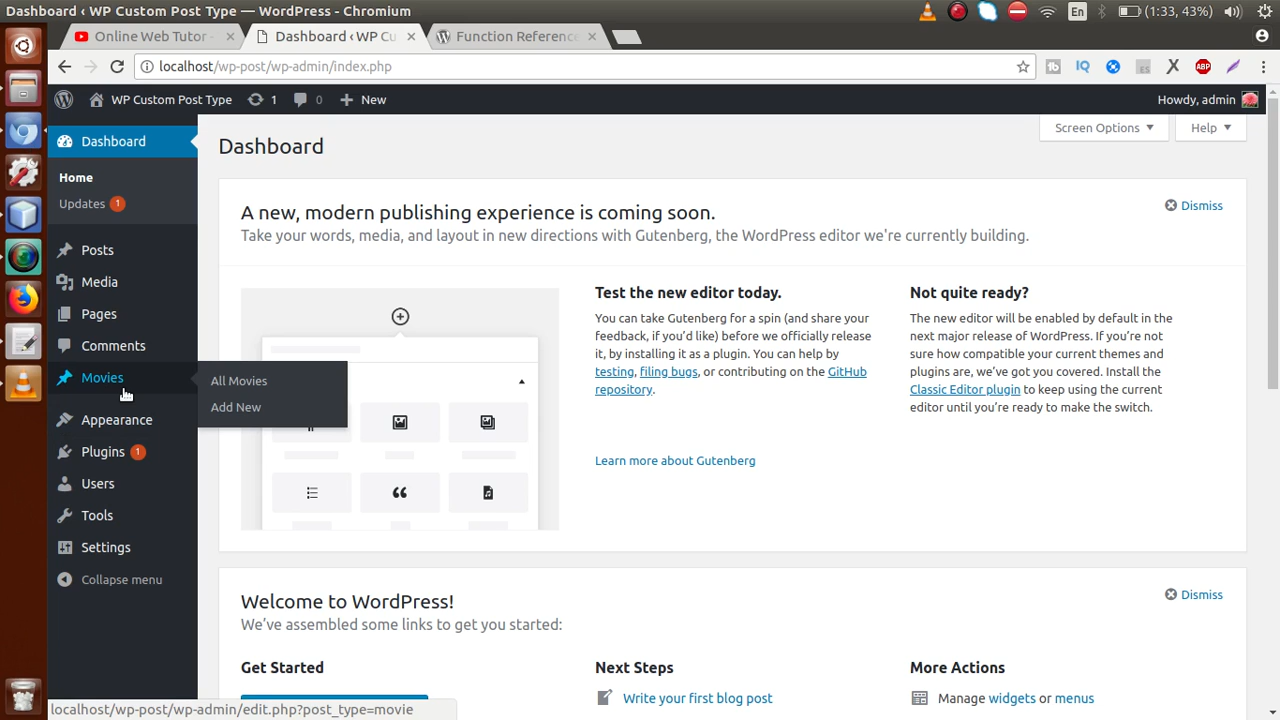 Dashboard ‹ WP Custom Post Type — WordPress - Chromium
En
(1:33, 43%)
Online Web Tutor -
Dashboard ‹ WP Cu
Function Reference
localhost/wp-post/wp-admin/index.php
IQ
ES
ABP
WP Custom Post Type
1
0
New
Howdy, admin
Dashboard
Home
Updates 1
Posts
Media
Pages
Comments
Movies
All Movies
Add New
Appearance
Plugins 1
Users
Tools
Settings
Collapse menu
Dashboard
Screen Options
Help
A new, modern publishing experience is coming soon.
Dismiss
Take your words, media, and layout in new directions with Gutenberg, the WordPress editor we're currently building.
Test the new editor today.
You can take Gutenberg for a spin (and share your
feedback, if you'd like) before we officially release
it, by installing it as a plugin. You can help by
testing, filing bugs, or contributing on the GitHub
repository.
Learn more about Gutenberg
Not quite ready?
The new editor will be enabled by default in the
next major release of WordPress. If you're not
sure how compatible your current themes and
plugins are, we've got you covered. Install the
Classic Editor plugin to keep using the current
editor until you're ready to make the switch.
Welcome to WordPress!
Dismiss
We've assembled some links to get you started:
Get Started
Next Steps
Write your first blog post
More Actions
Manage widgets or menus
localhost/wp-post/wp-admin/edit.php?post_type=movie